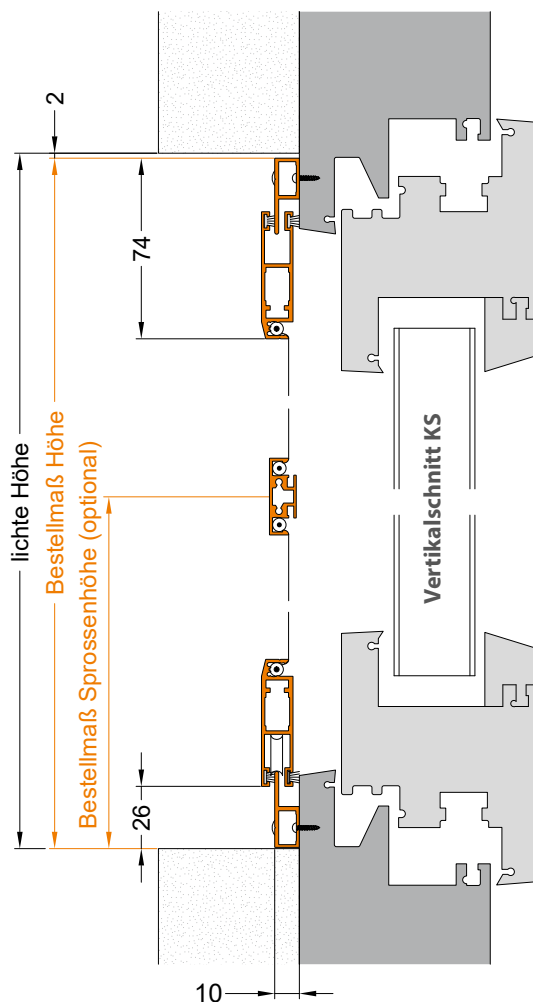 2
74
lichte Höhe
Bestellmaß Höhe
Bestellmaß Sprossenhöhe (optional)
Vertikalschnitt KS
26
10